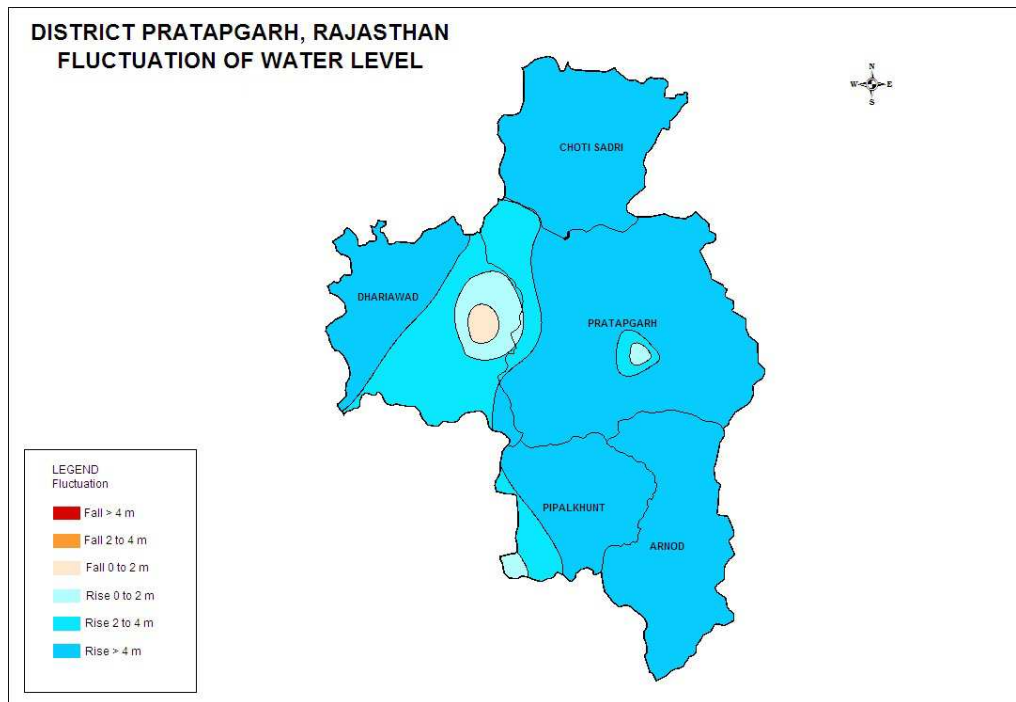 DISTRICT PRATAPGARH, RAJASTHAN
FLUCTUATION OF WATER LEVEL
N
W E
S
CHOTI SADRI
DHARIAWAD
PRATAPGARH
PIPALKHUNT
ARNOD
LEGEND
Fluctuation
Fall > 4 m
Fall 2 to 4 m
Fall 0 to 2 m
Rise 0 to 2 m
Rise 2 to 4 m
Rise > 4 m